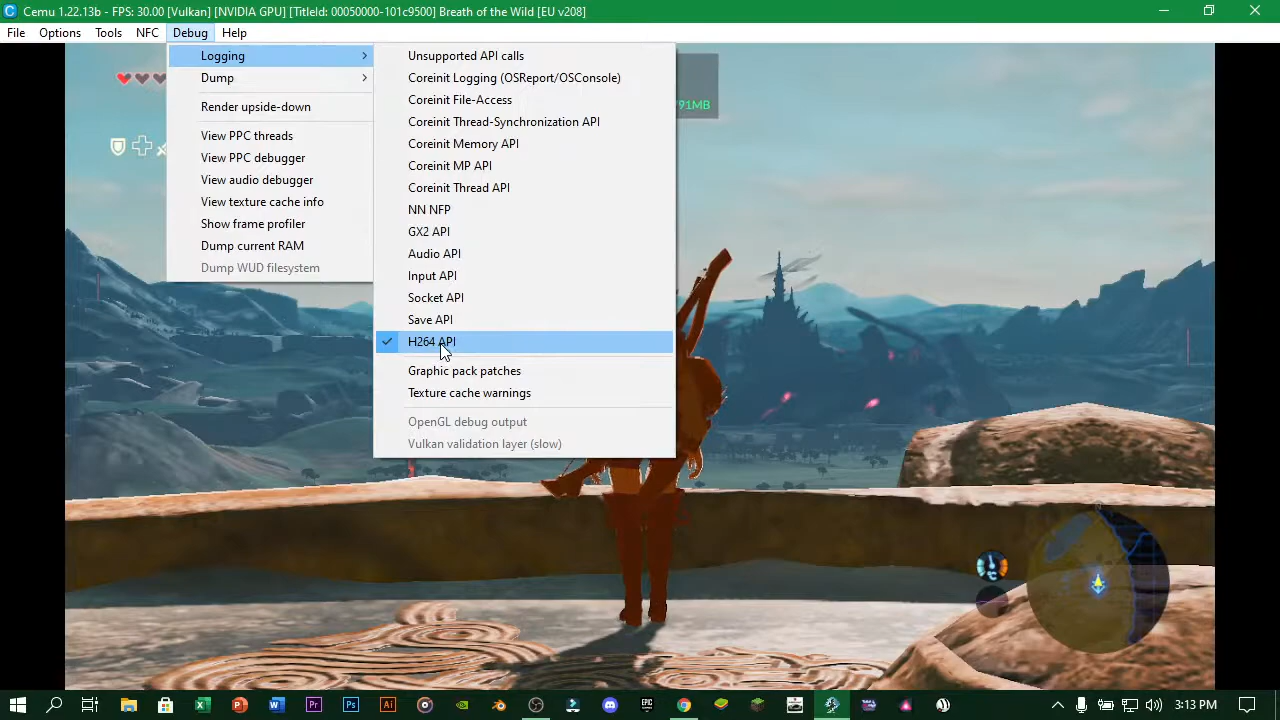 Cemu 1.22.13b - FPS: 30.00 [Vulkan] [NVIDIA GPU] [TitleId: 00050000-101c9500] Breath of the Wild [EU v208]
File Options Tools NFC Debug Help
Logging
Dump
Render upside-down
View PPC threads
View PPC debugger
View audio debugger
View texture cache info
Show frame profiler
Dump current RAM
Dump WUD filesystem
Unsupported API calls
Coreinit Logging (OSReport/OSConsole)
Coreinit File-Access
Coreinit Thread-Synchronization API
Coreinit Memory API
Coreinit MP API
Coreinit Thread API
NN NFP
GX2 API
Audio API
Input API
Socket API
Save API
H264 API
Graphic pack patches
Texture cache warnings
OpenGL debug output
Vulkan validation layer (slow)
791MB
3:13 PM